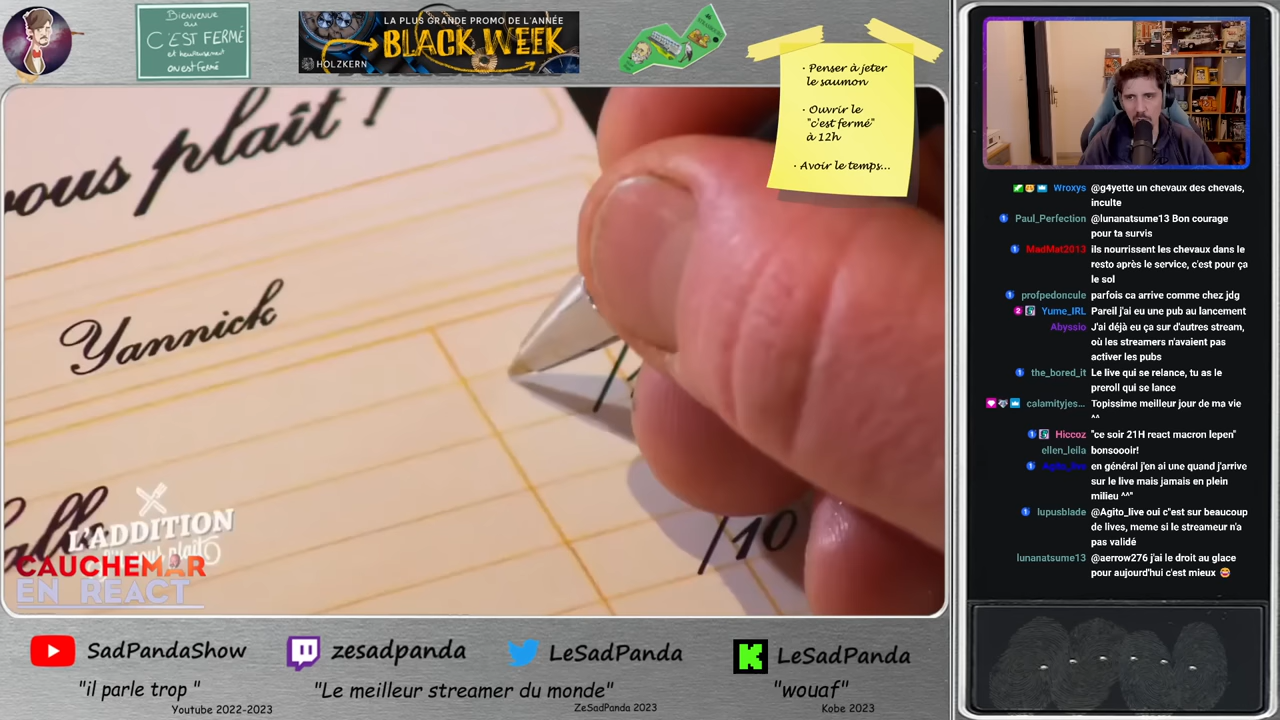 Bienvenue
au
C'EST FERMÉ
et heureusement
on est fermé
LA PLUS GRANDE PROMO DE L'ANNÉE
BLACK WEEK
HOLZKERN
· Penser à jeter
le saumon
· Ouvrir le
"c'est fermé"
à 12h
· Avoir le temps...
vous plaît !
Yannick
/10
L'ADDITION
s'il vous plaît
CAUCHEMAR
EN REACT
Wroxys @g4yette un chevaux des chevals,
inculte
Paul_Perfection @lunanatsume13 Bon courage
pour ta survis
MadMat2013 ils nourrissent les chevaux dans le
resto après le service, c'est pour ça
le sol
profpedoncule parfois ca arrive comme chez jdg
Yume_IRL Pareil j'ai eu une pub au lancement
Abyssio J'ai déjà eu ça sur d'autres stream,
où les streamers n'avaient pas
activer les pubs
the_bored_it Le live qui se relance, tu as le
preroll qui se lance
calamityjes... Topissime meilleur jour de ma vie
^^
Hiccoz "ce soir 21H react macron lepen"
ellen_leila bonsoooir!
Agito_live en général j'en ai une quand j'arrive
sur le live mais jamais en plein
milieu ^^"
lupusblade @Agito_live oui c"est sur beaucoup
de lives, meme si le streameur n'a
pas validé
lunanatsume13 @aerrow276 j'ai le droit au glace
pour aujourd'hui c'est mieux 😂
SadPandaShow
"il parle trop "
Youtube 2022-2023
zesadpanda
"Le meilleur streamer du monde"
ZeSadPanda 2023
LeSadPanda
LeSadPanda
"wouaf"
Kobe 2023